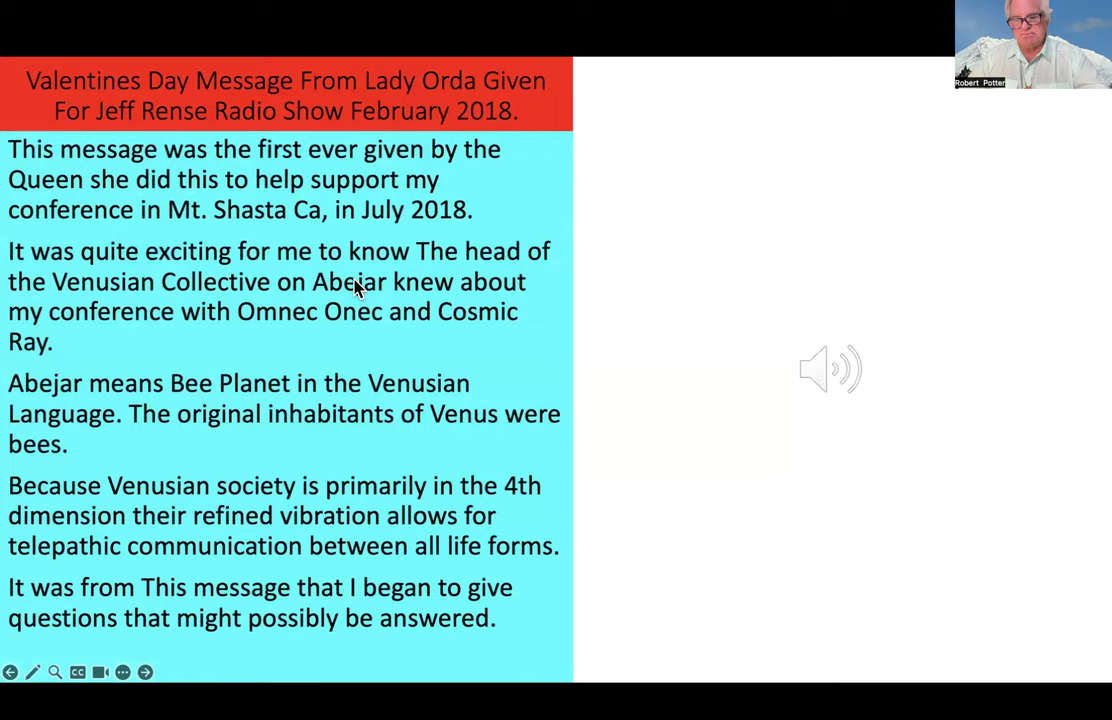 Valentines Day Message From Lady Orda Given
For Jeff Rense Radio Show February 2018.
This message was the first ever given by the
Queen she did this to help support my
conference in Mt. Shasta Ca, in July 2018.
It was quite exciting for me to know The head of
the Venusian Collective on Abejar knew about
my conference with Omnec Onec and Cosmic
Ray.
Abejar means Bee Planet in the Venusian
Language. The original inhabitants of Venus were
bees.
Because Venusian society is primarily in the 4th
dimension their refined vibration allows for
telepathic communication between all life forms.
It was from This message that I began to give
questions that might possibly be answered.
CC
Robert Potter